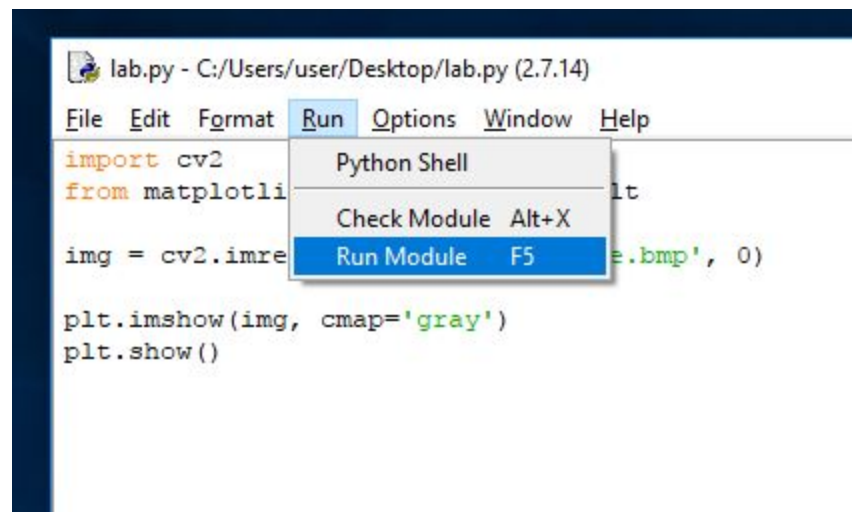 lab.py - C:/Users/user/Desktop/lab.py (2.7.14)
File Edit Format Run Options Window Help
import cv2
from matplotli
Python Shell
lt
Check Module Alt+X
img = cv2.imre
Run Module F5
e.bmp', 0)
plt.imshow(img, cmap='gray')
plt.show()